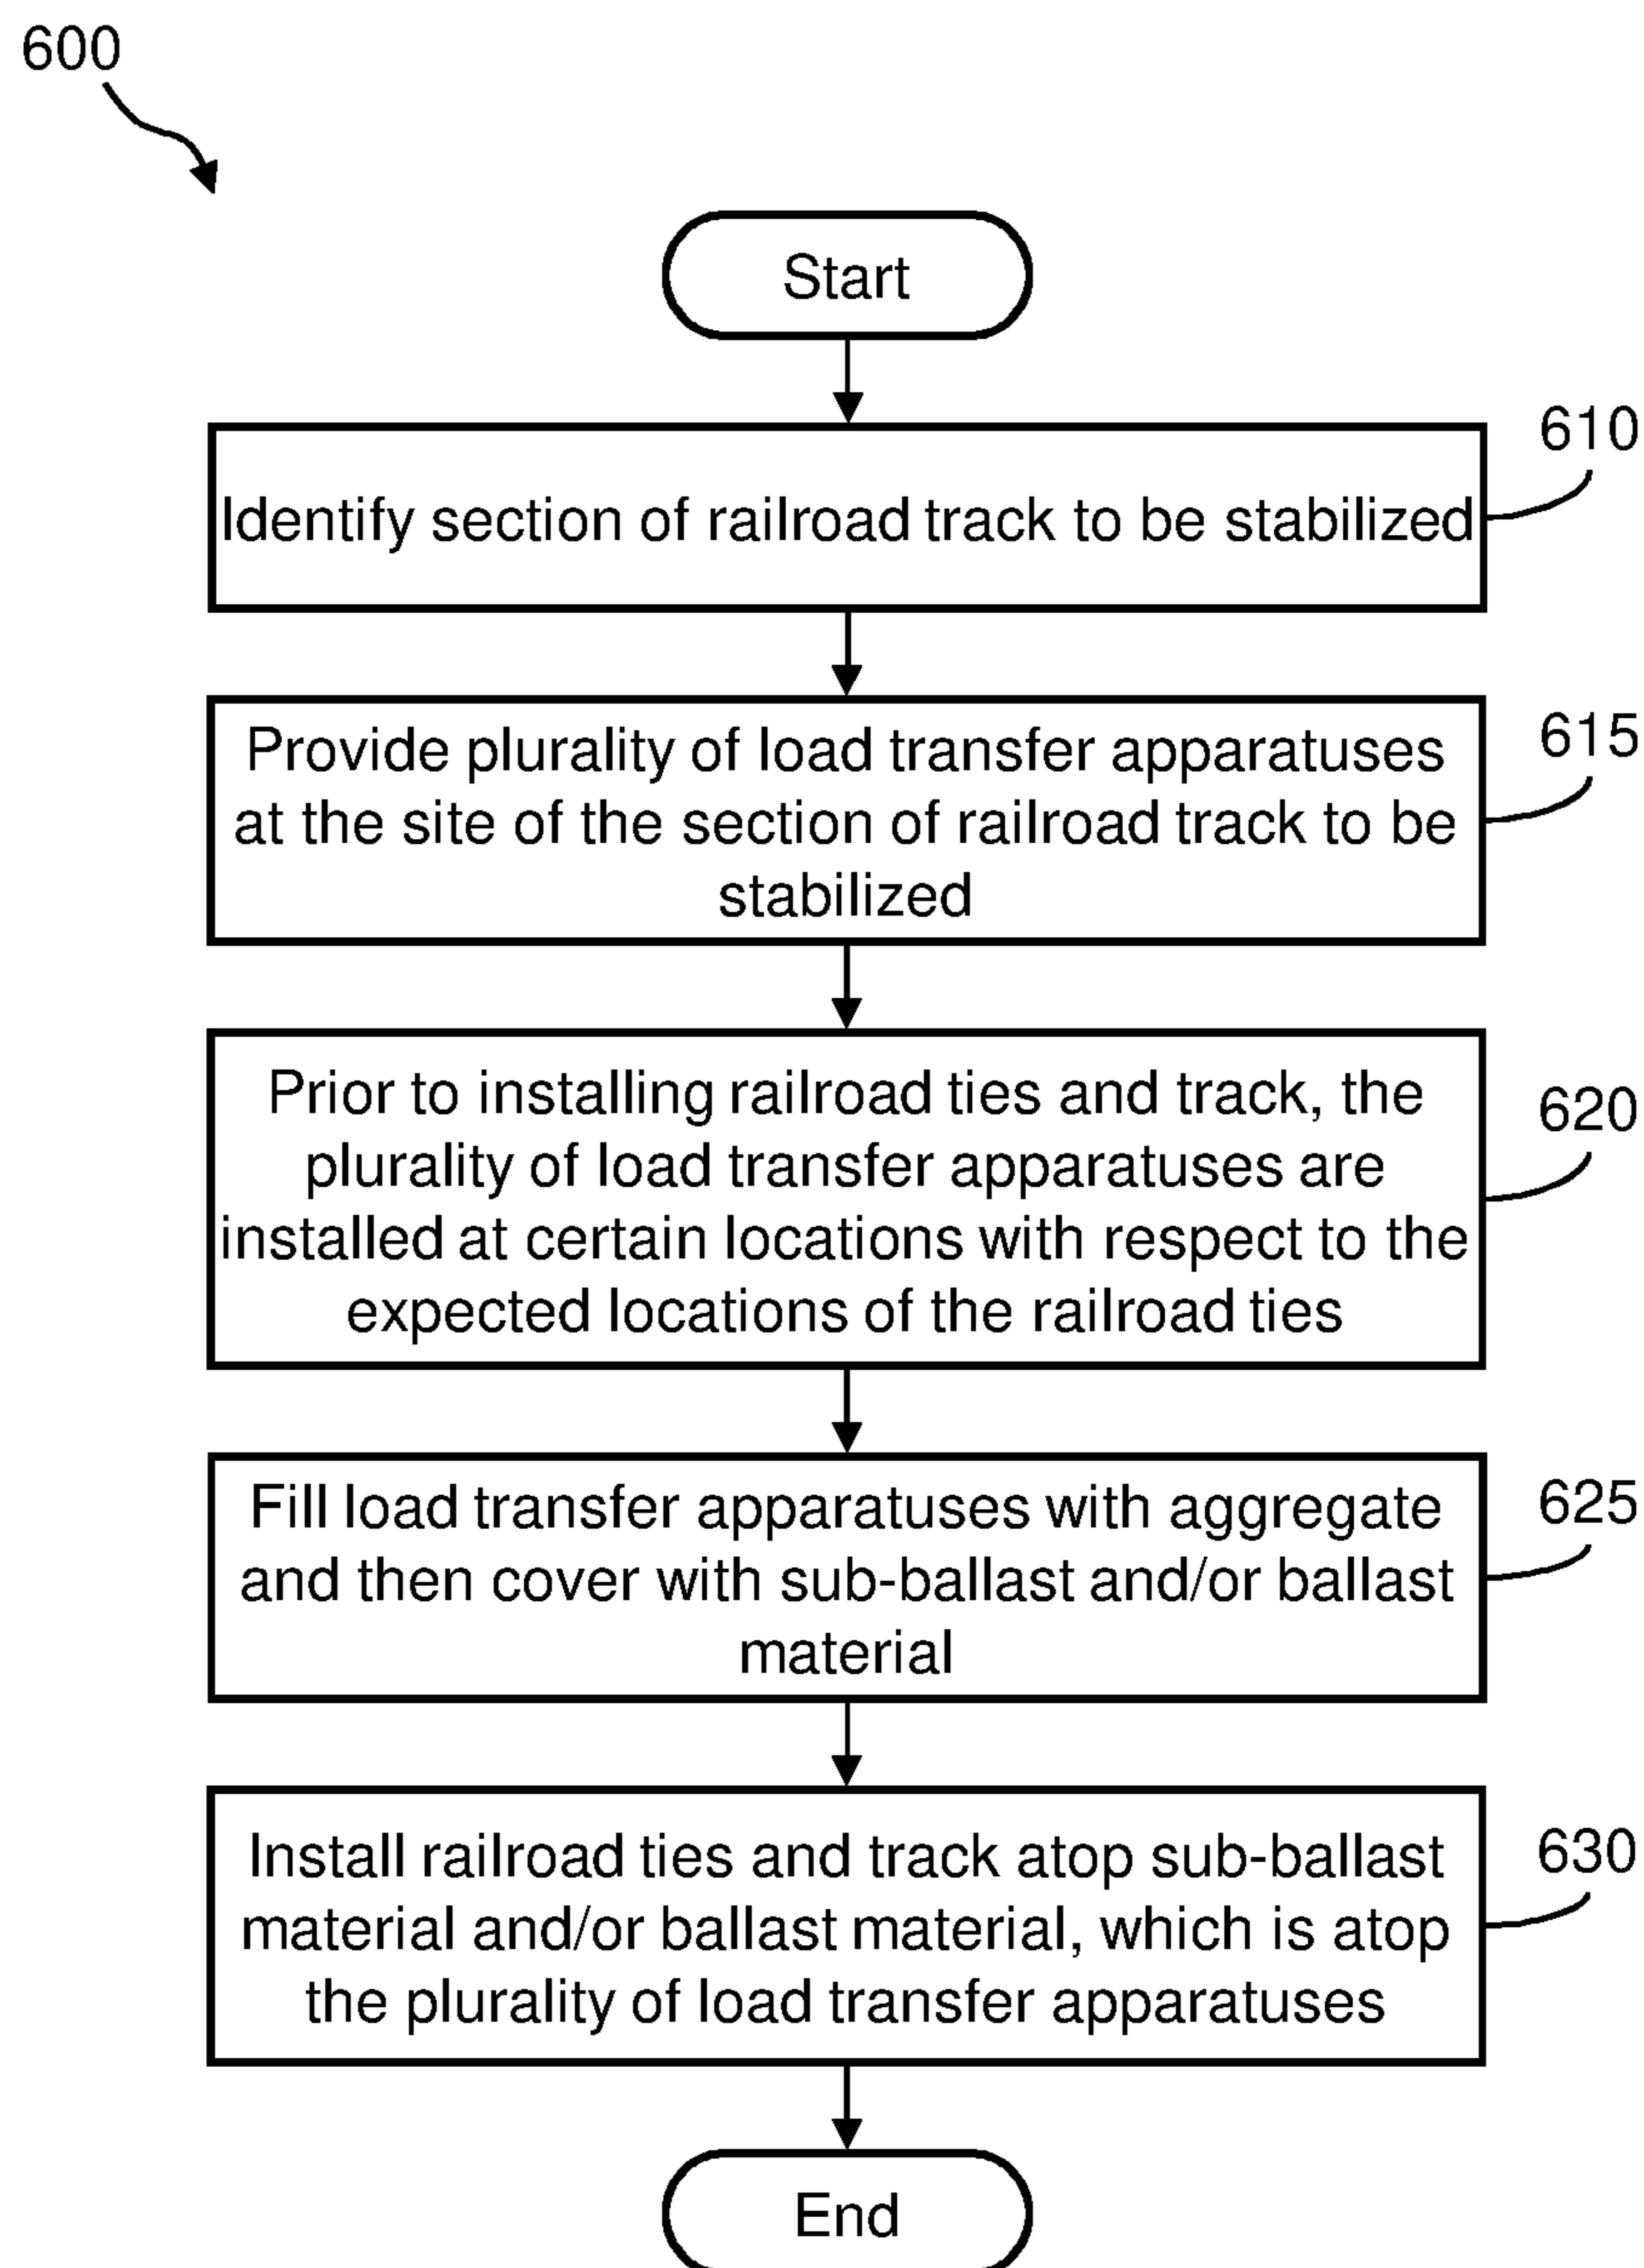 600
Start
610
Identify section of railroad track to be stabilized
615
Provide plurality of load transfer apparatuses
at the site of the section of railroad track to be
stabilized
620
Prior to installing railroad ties and track, the
plurality of load transfer apparatuses are
installed at certain locations with respect to the
expected locations of the railroad ties
625
Fill load transfer apparatuses with aggregate
and then cover with sub-ballast and/or ballast
material
630
Install railroad ties and track atop sub-ballast
material and/or ballast material, which is atop
the plurality of load transfer apparatuses
End